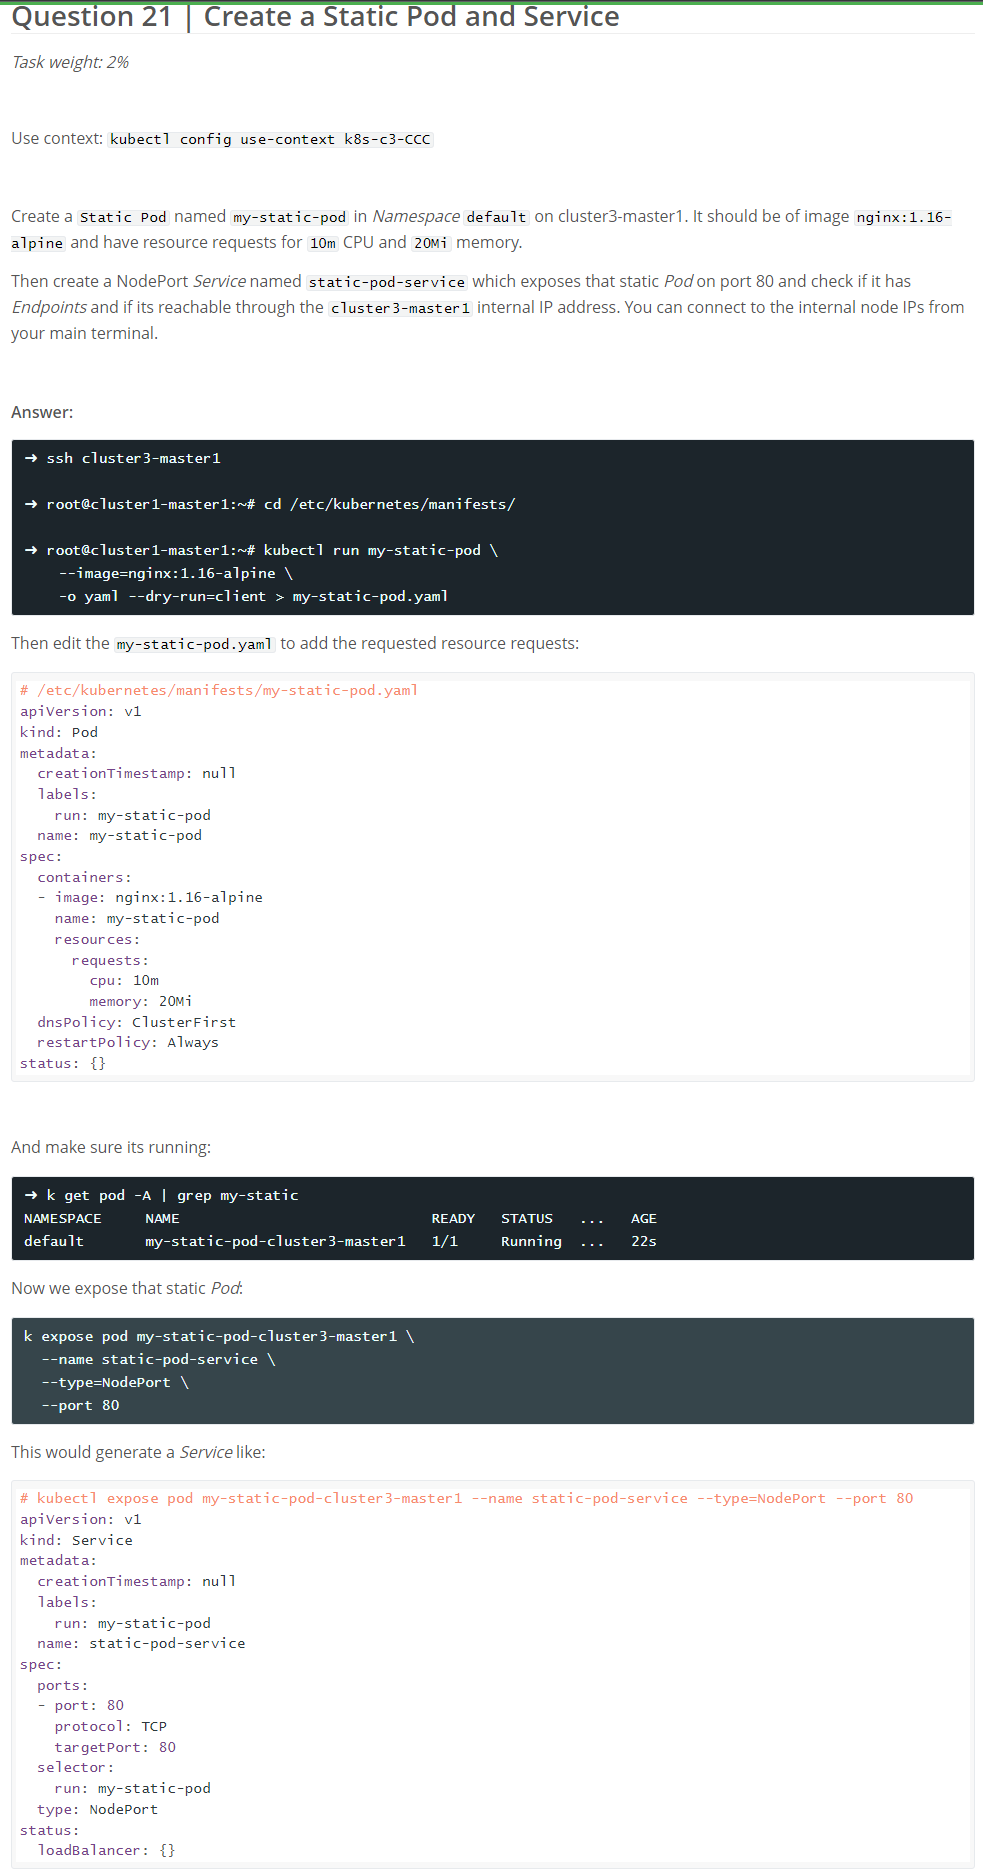 Question 21 | Create a Static Pod and Service
Task weight: 2%
Use context: kubectl config use-context k8s-c3-CCC
Create a Static Pod named my-static-pod in Namespace default on cluster3-master1. It should be of image nginx:1.16-
alpine and have resource requests for 10m CPU and 20Mi memory.
Then create a NodePort Service named static-pod-service which exposes that static Pod on port 80 and check if it has
Endpoints and if its reachable through the cluster3-master1 internal IP address. You can connect to the internal node IPs from
your main terminal.
Answer:
➜ ssh cluster3-master1
➜ root@cluster1-master1:~# cd /etc/kubernetes/manifests/
➜ root@cluster1-master1:~# kubectl run my-static-pod \
    --image=nginx:1.16-alpine \
    -o yaml --dry-run=client > my-static-pod.yaml
Then edit the my-static-pod.yaml to add the requested resource requests:
# /etc/kubernetes/manifests/my-static-pod.yaml
apiVersion: v1
kind: Pod
metadata:
  creationTimestamp: null
  labels:
    run: my-static-pod
  name: my-static-pod
spec:
  containers:
  - image: nginx:1.16-alpine
    name: my-static-pod
    resources:
      requests:
        cpu: 10m
        memory: 20Mi
  dnsPolicy: ClusterFirst
  restartPolicy: Always
status: {}
And make sure its running:
➜ k get pod -A | grep my-static
NAMESPACE     NAME                             READY   STATUS   ...   AGE
default       my-static-pod-cluster3-master1   1/1     Running  ...   22s
Now we expose that static Pod:
k expose pod my-static-pod-cluster3-master1 \
  --name static-pod-service \
  --type=NodePort \
  --port 80
This would generate a Service like:
# kubectl expose pod my-static-pod-cluster3-master1 --name static-pod-service --type=NodePort --port 80
apiVersion: v1
kind: Service
metadata:
  creationTimestamp: null
  labels:
    run: my-static-pod
  name: static-pod-service
spec:
  ports:
  - port: 80
    protocol: TCP
    targetPort: 80
  selector:
    run: my-static-pod
  type: NodePort
status:
  loadBalancer: {}